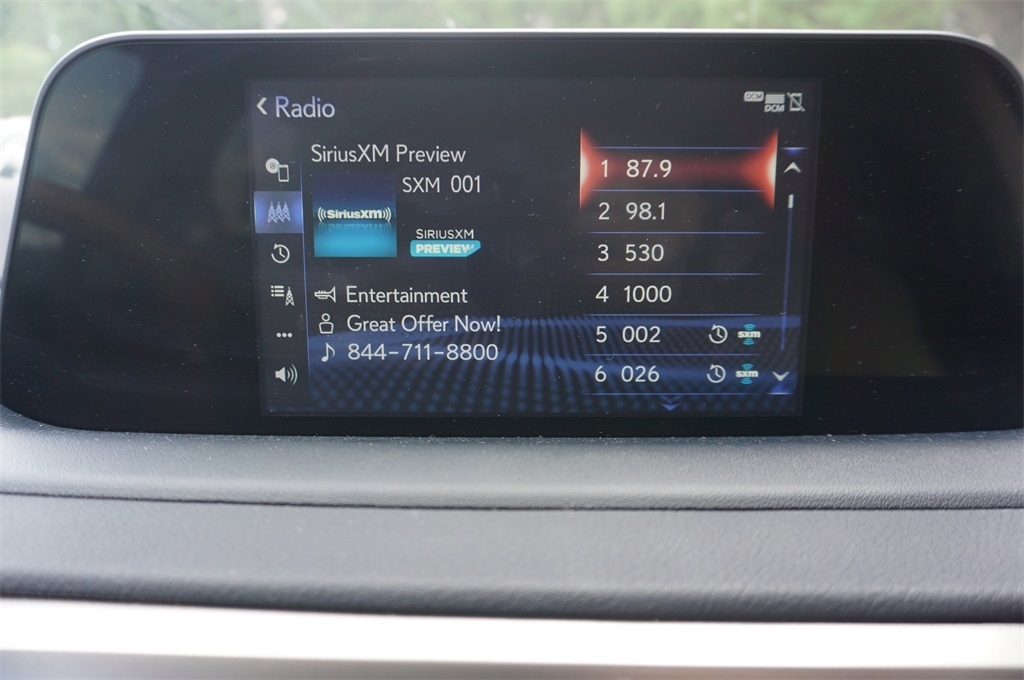 Radio
DCM
DCM
SiriusXM Preview
SXM 001
((SiriusXM))
SIRIUSXM
PREVIEW
Entertainment
Great Offer Now!
844-711-8800
1 87.9
2 98.1
3 530
4 1000
5 002 sxm
6 026 sxm